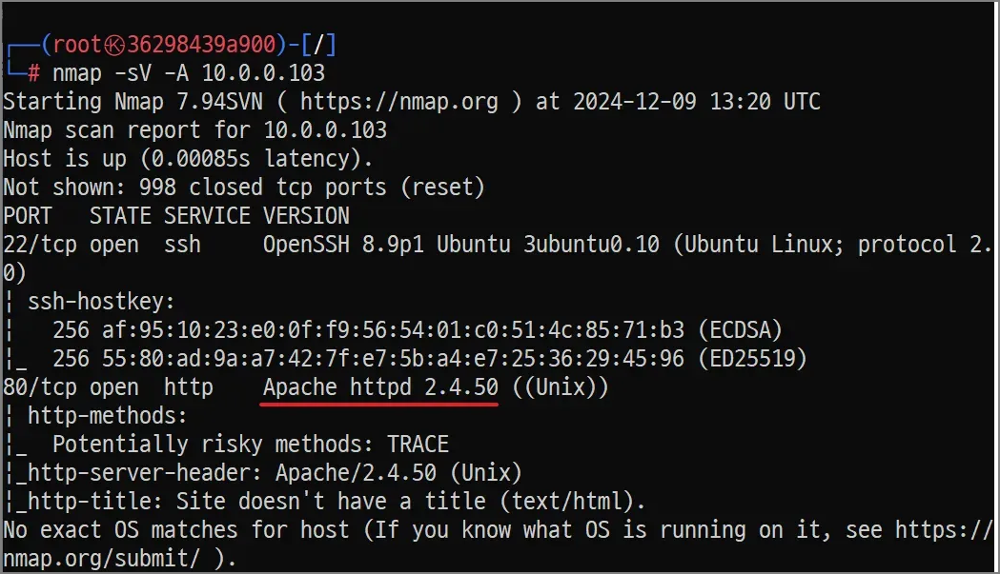 ┌──(root㉿36298439a900)-[/]
└─# nmap -sV -A 10.0.0.103
Starting Nmap 7.94SVN ( https://nmap.org ) at 2024-12-09 13:20 UTC
Nmap scan report for 10.0.0.103
Host is up (0.00085s latency).
Not shown: 998 closed tcp ports (reset)
PORT   STATE SERVICE VERSION
22/tcp open  ssh     OpenSSH 8.9p1 Ubuntu 3ubuntu0.10 (Ubuntu Linux; protocol 2.
0)
¦ ssh-hostkey:
¦   256 af:95:10:23:e0:0f:f9:56:54:01:c0:51:4c:85:71:b3 (ECDSA)
¦_  256 55:80:ad:9a:a7:42:7f:e7:5b:a4:e7:25:36:29:45:96 (ED25519)
80/tcp open  http    Apache httpd 2.4.50 ((Unix))
¦ http-methods:
¦_  Potentially risky methods: TRACE
¦_http-server-header: Apache/2.4.50 (Unix)
¦_http-title: Site doesn't have a title (text/html).
No exact OS matches for host (If you know what OS is running on it, see https://
nmap.org/submit/ ).